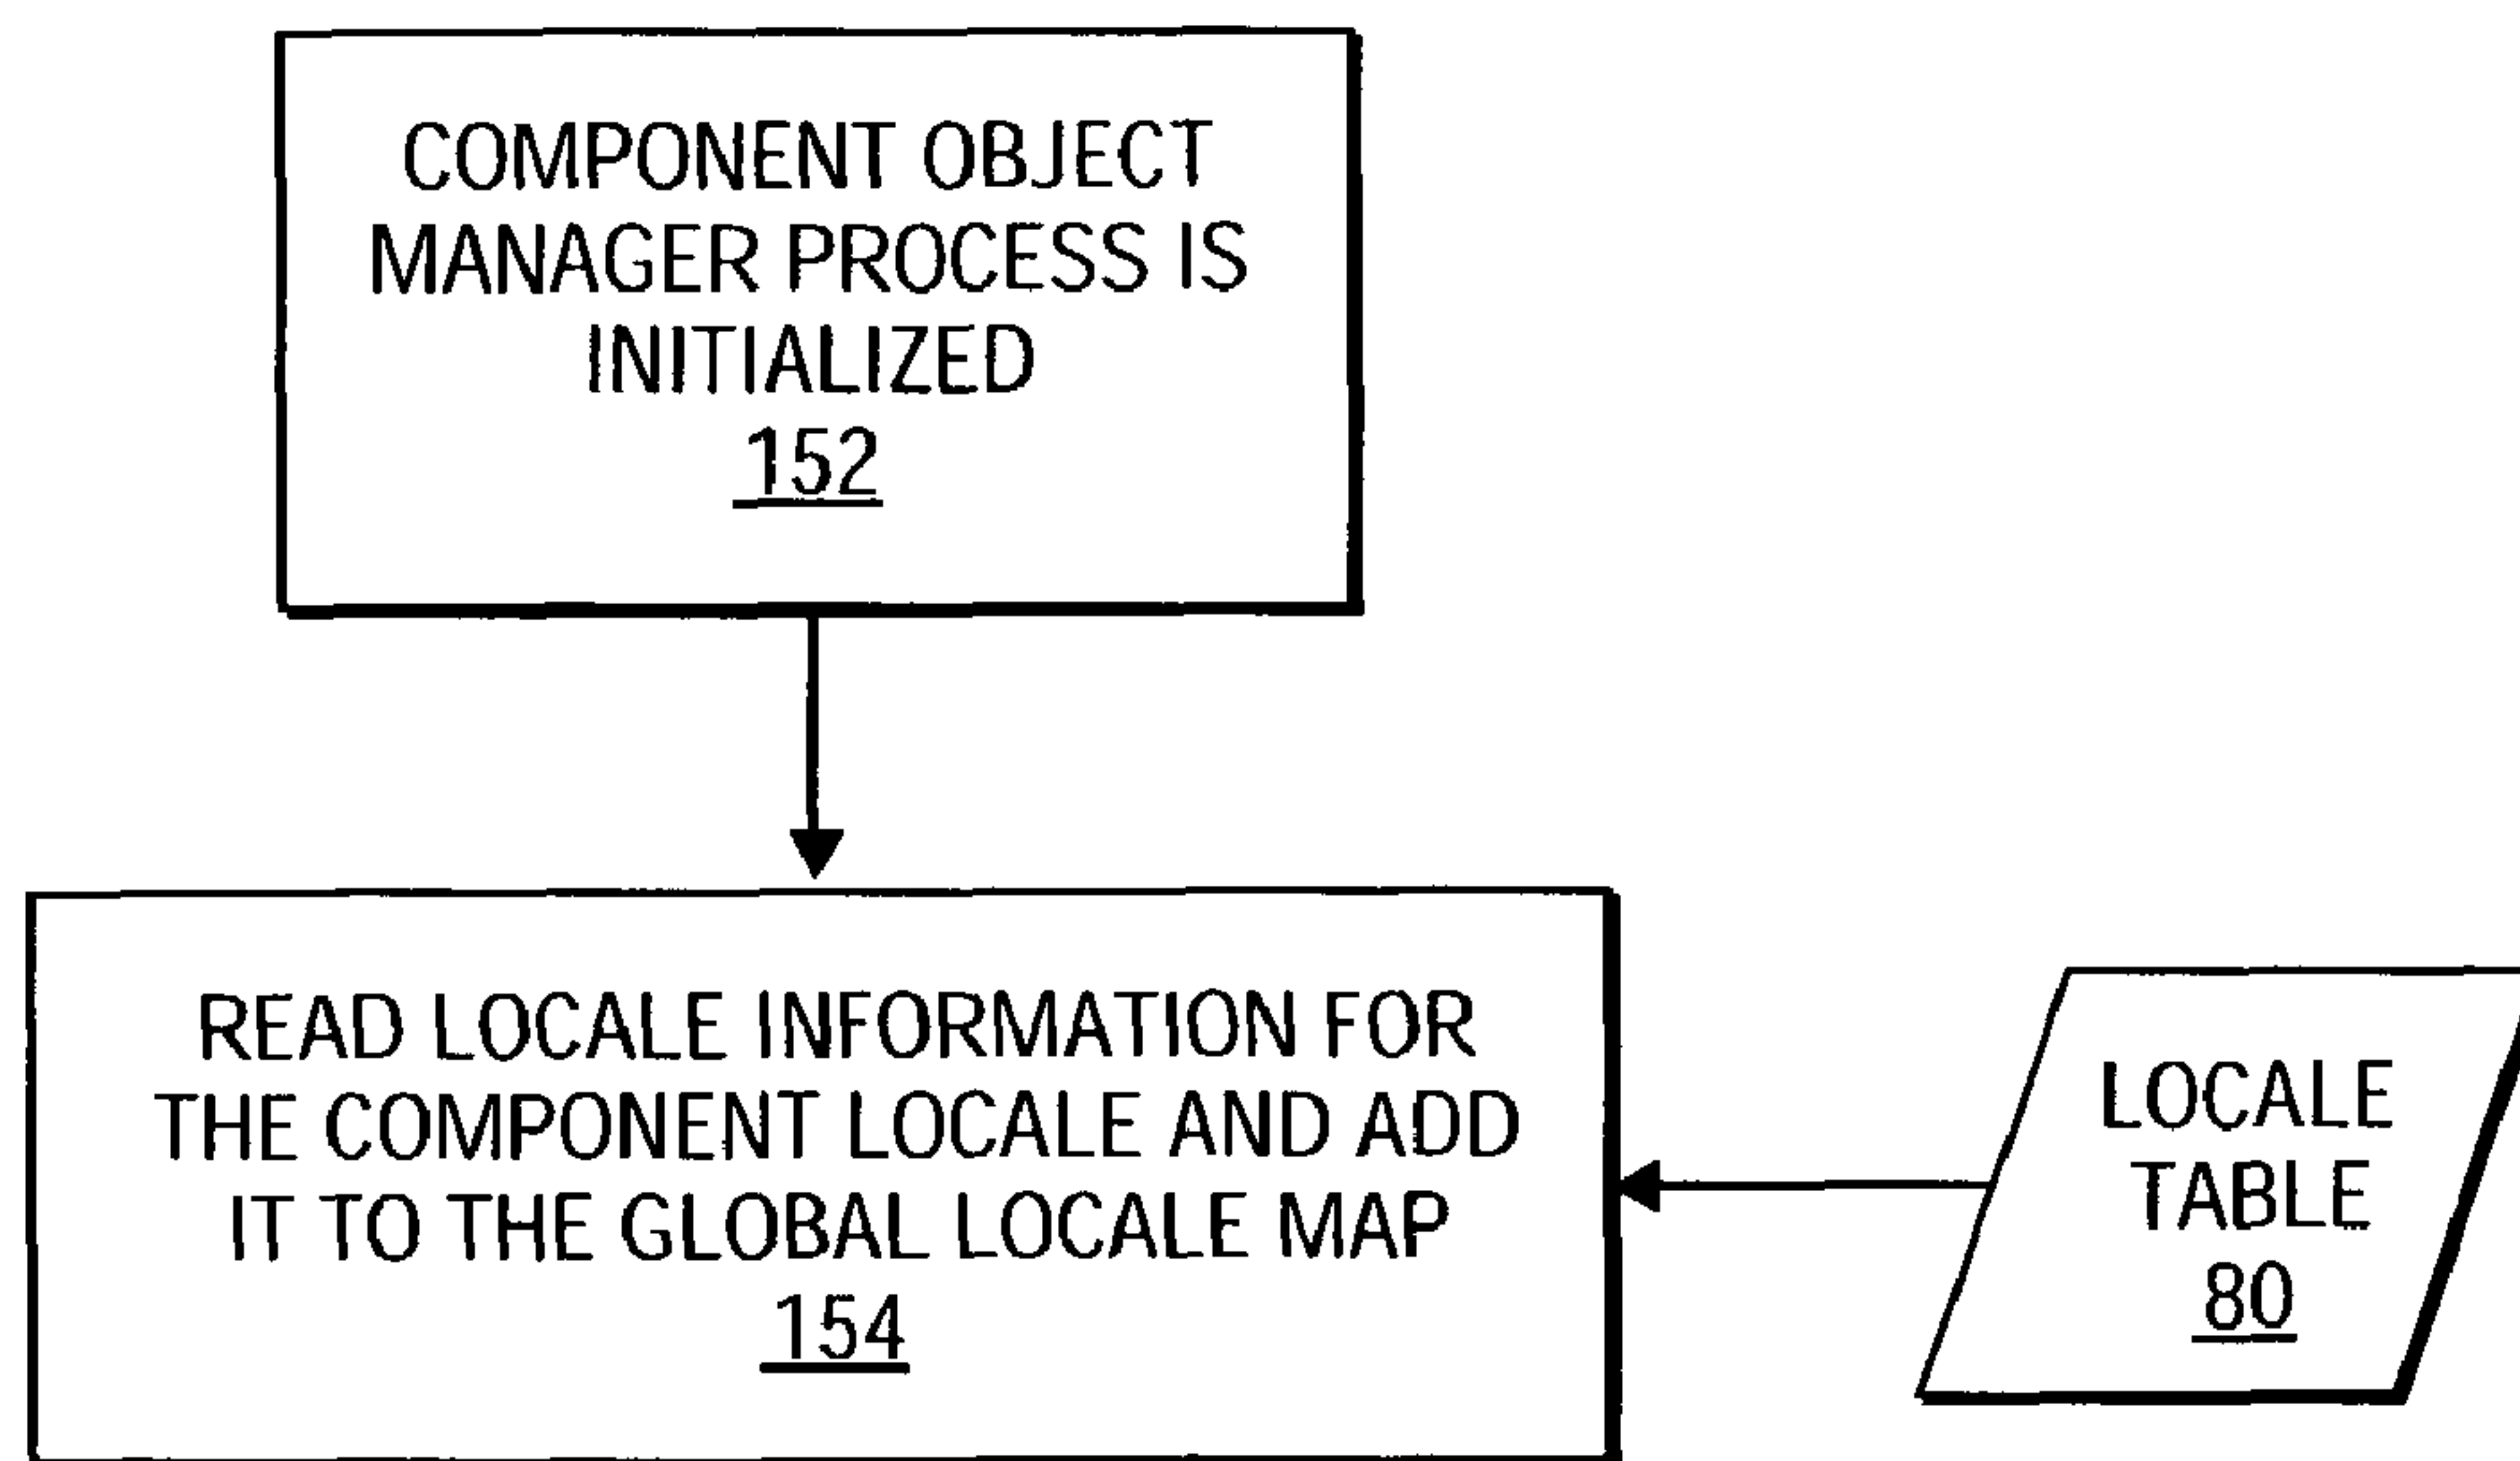 COMPONENT OBJECT
MANAGER PROCESS IS
INITIALIZED
152
READ LOCALE INFORMATION FOR
THE COMPONENT LOCALE AND ADD
IT TO THE GLOBAL LOCALE MAP
154
LOCALE
TABLE
80